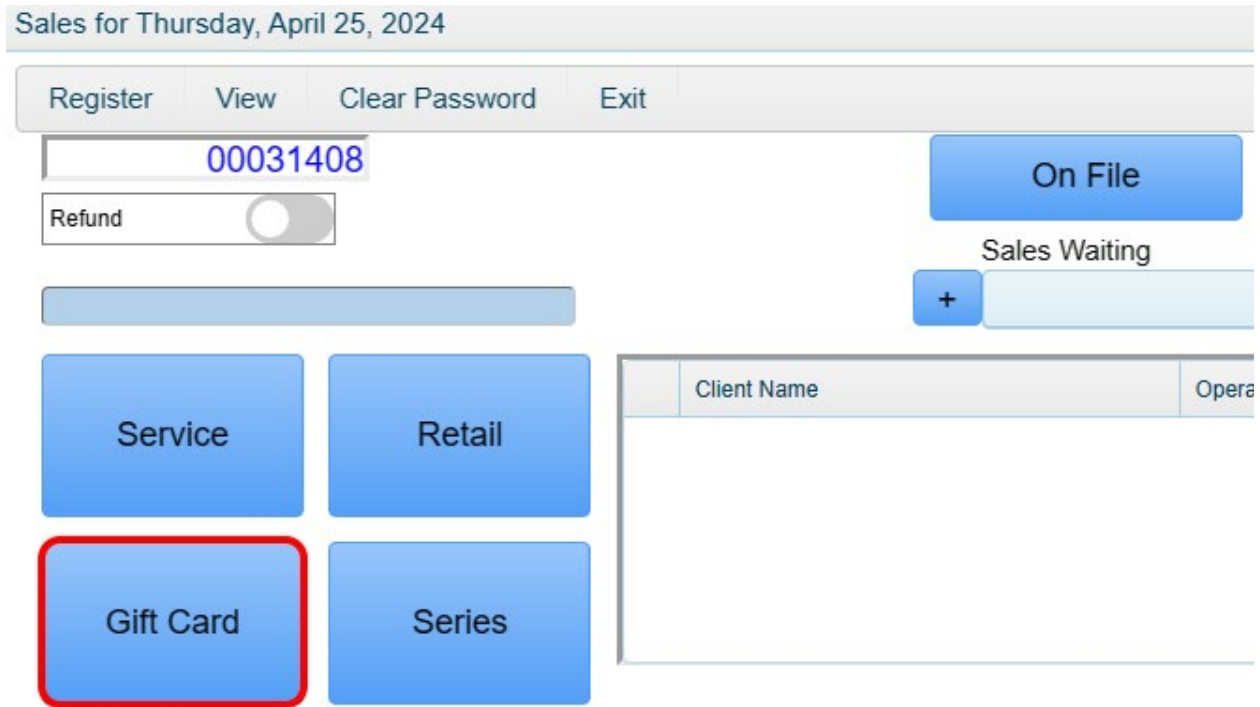 Sales for Thursday, April 25, 2024
Register View Clear Password Exit
00031408
On File
Refund
Sales Waiting
+
Client Name Opera
Service Retail
Gift Card Series